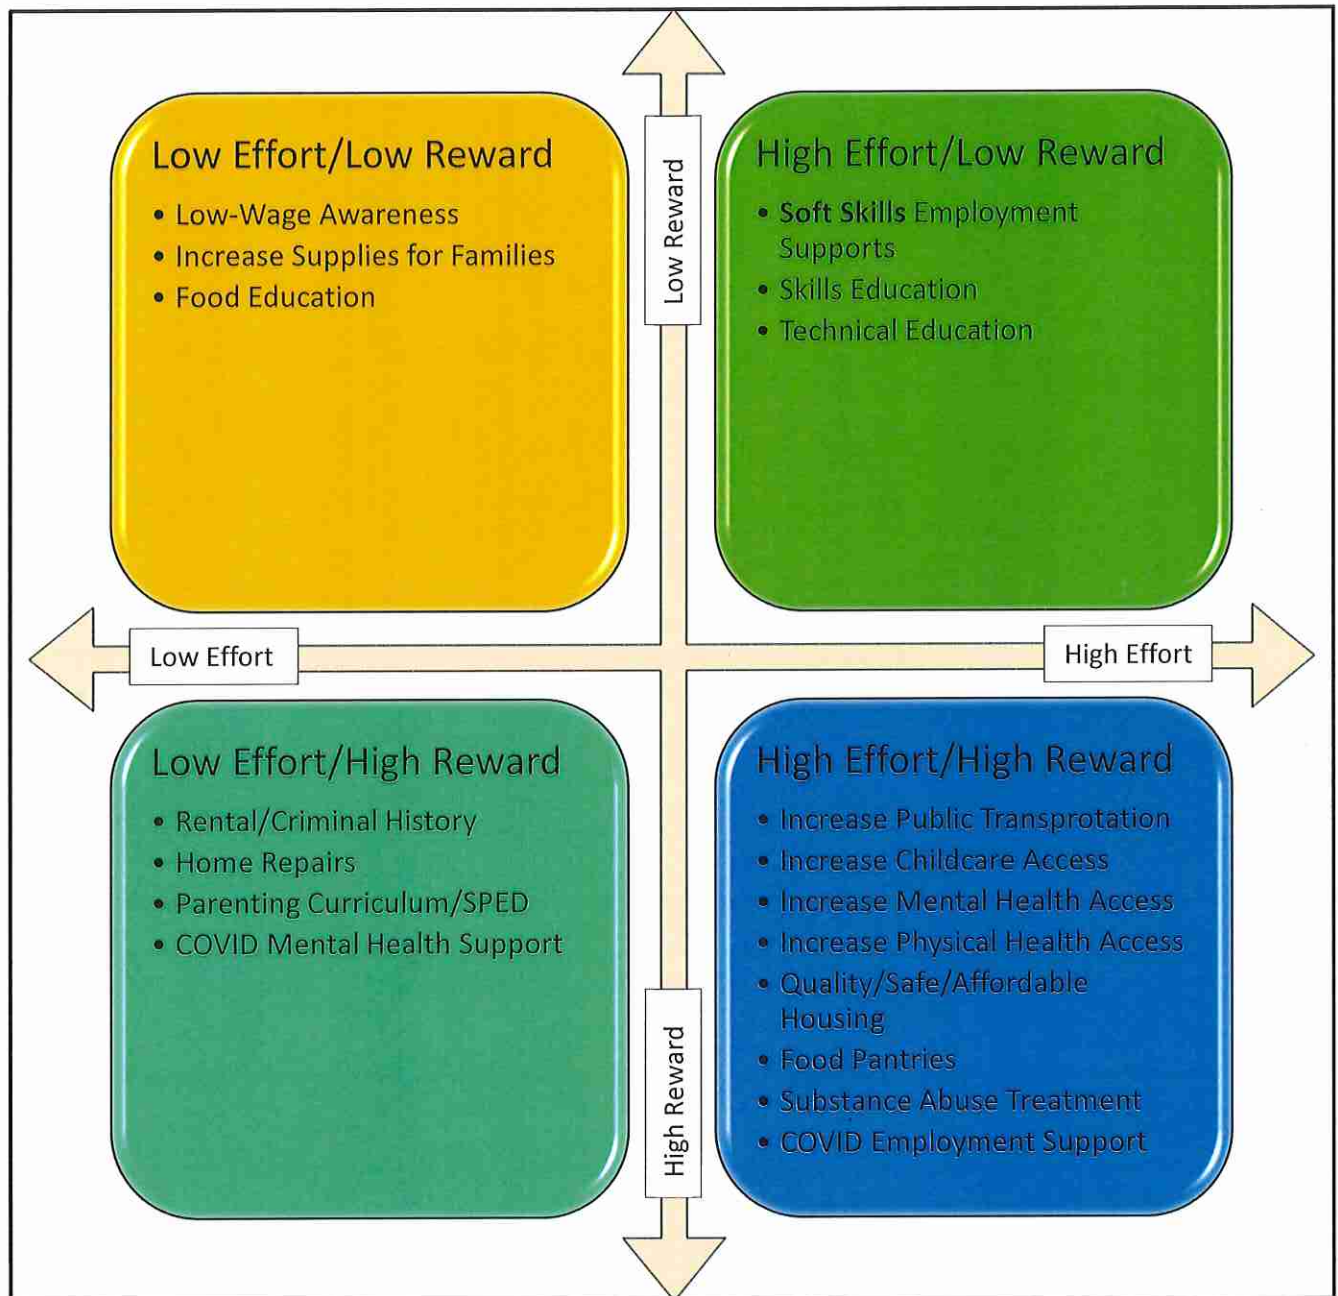 Low Effort/Low Reward
• Low-Wage Awareness
• Increase Supplies for Families
• Food Education
Low Reward
High Effort/Low Reward
• Soft Skills Employment
Supports
• Skills Education
• Technical Education
Low Effort
High Effort
Low Effort/High Reward
• Rental/Criminal History
• Home Repairs
• Parenting Curriculum/SPED
• COVID Mental Health Support
High Reward
High Effort/High Reward
• Increase Public Transprotation
• Increase Childcare Access
• Increase Mental Health Access
• Increase Physical Health Access
• Quality/Safe/Affordable
Housing
• Food Pantries
• Substance Abuse Treatment
• COVID Employment Support